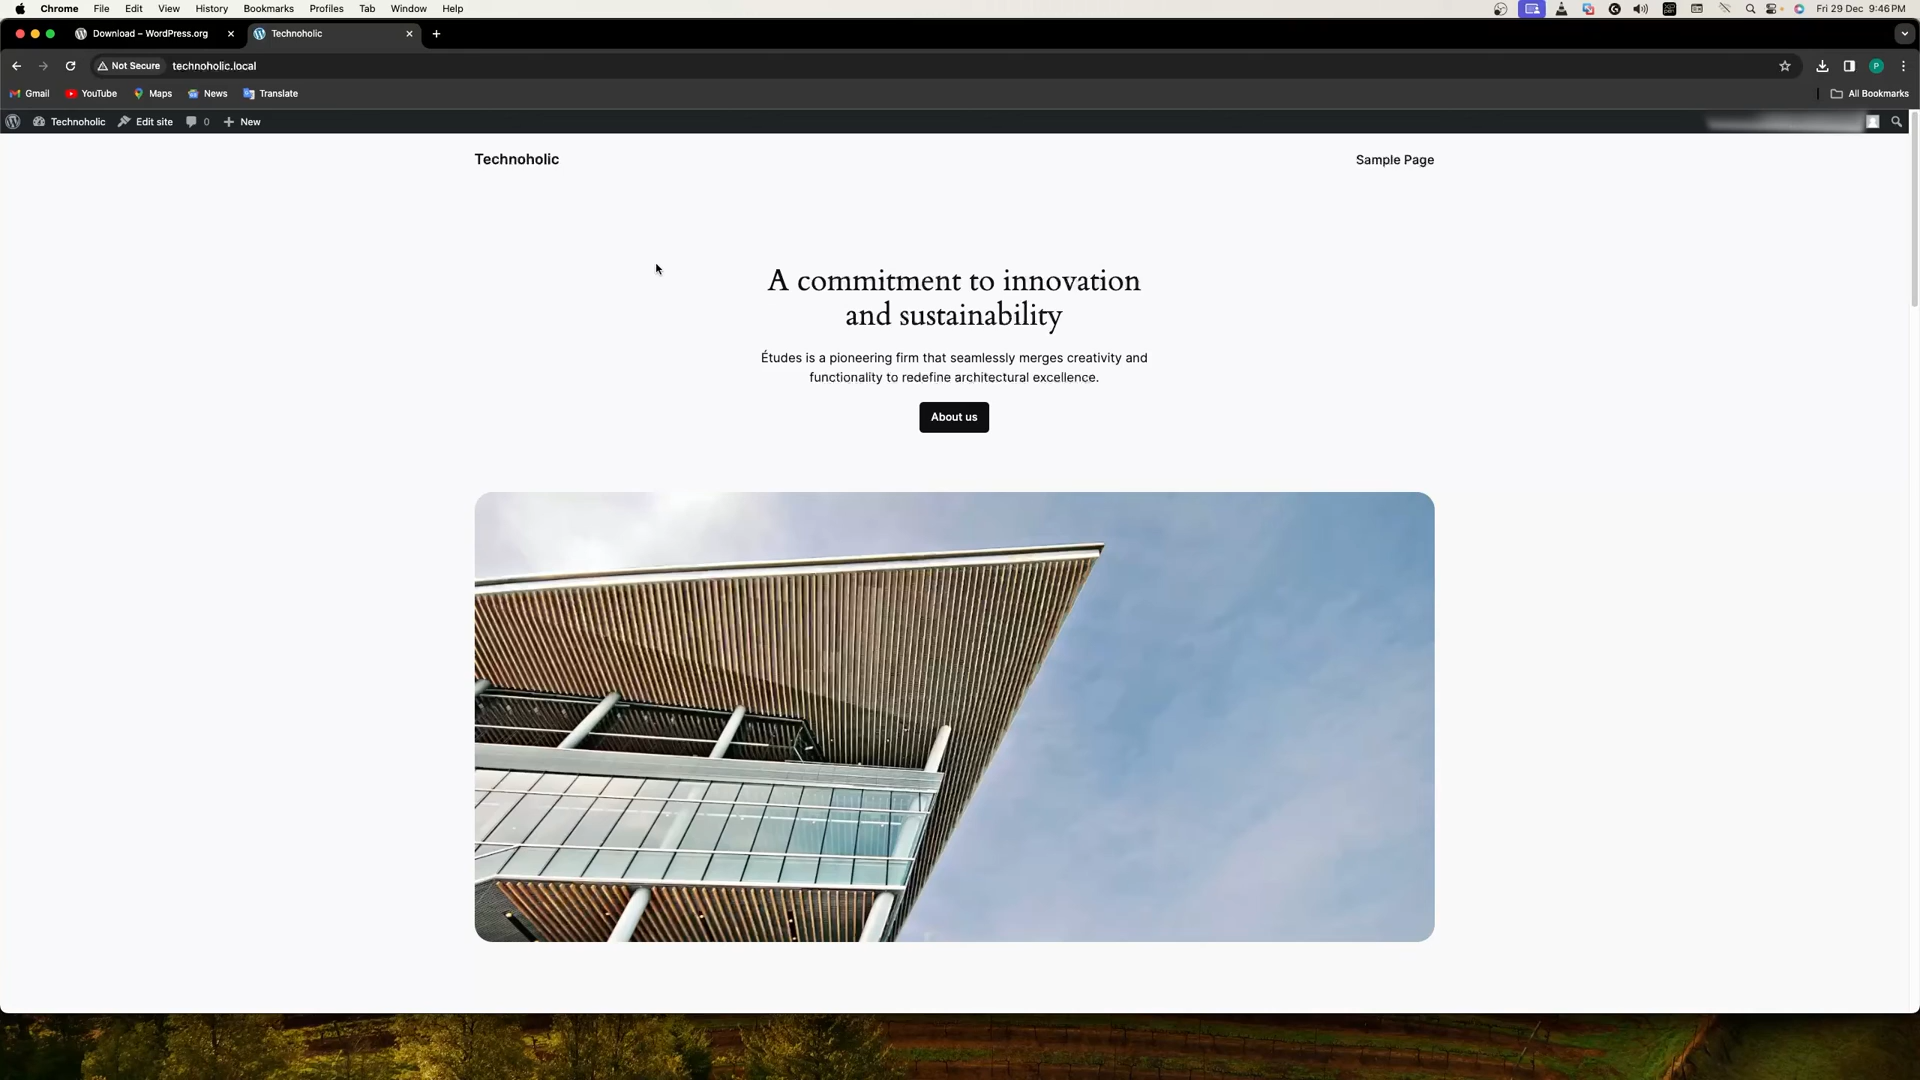 Chrome File Edit View History Bookmarks Profiles Tab Window Help Fri 29 Dec 9:46 PM
Download – WordPress.org Technoholic
Not Secure technoholic.local
Gmail YouTube Maps News Translate All Bookmarks
Technoholic Edit site 0 New
Technoholic Sample Page
A commitment to innovation
and sustainability
Études is a pioneering firm that seamlessly merges creativity and
functionality to redefine architectural excellence.
About us